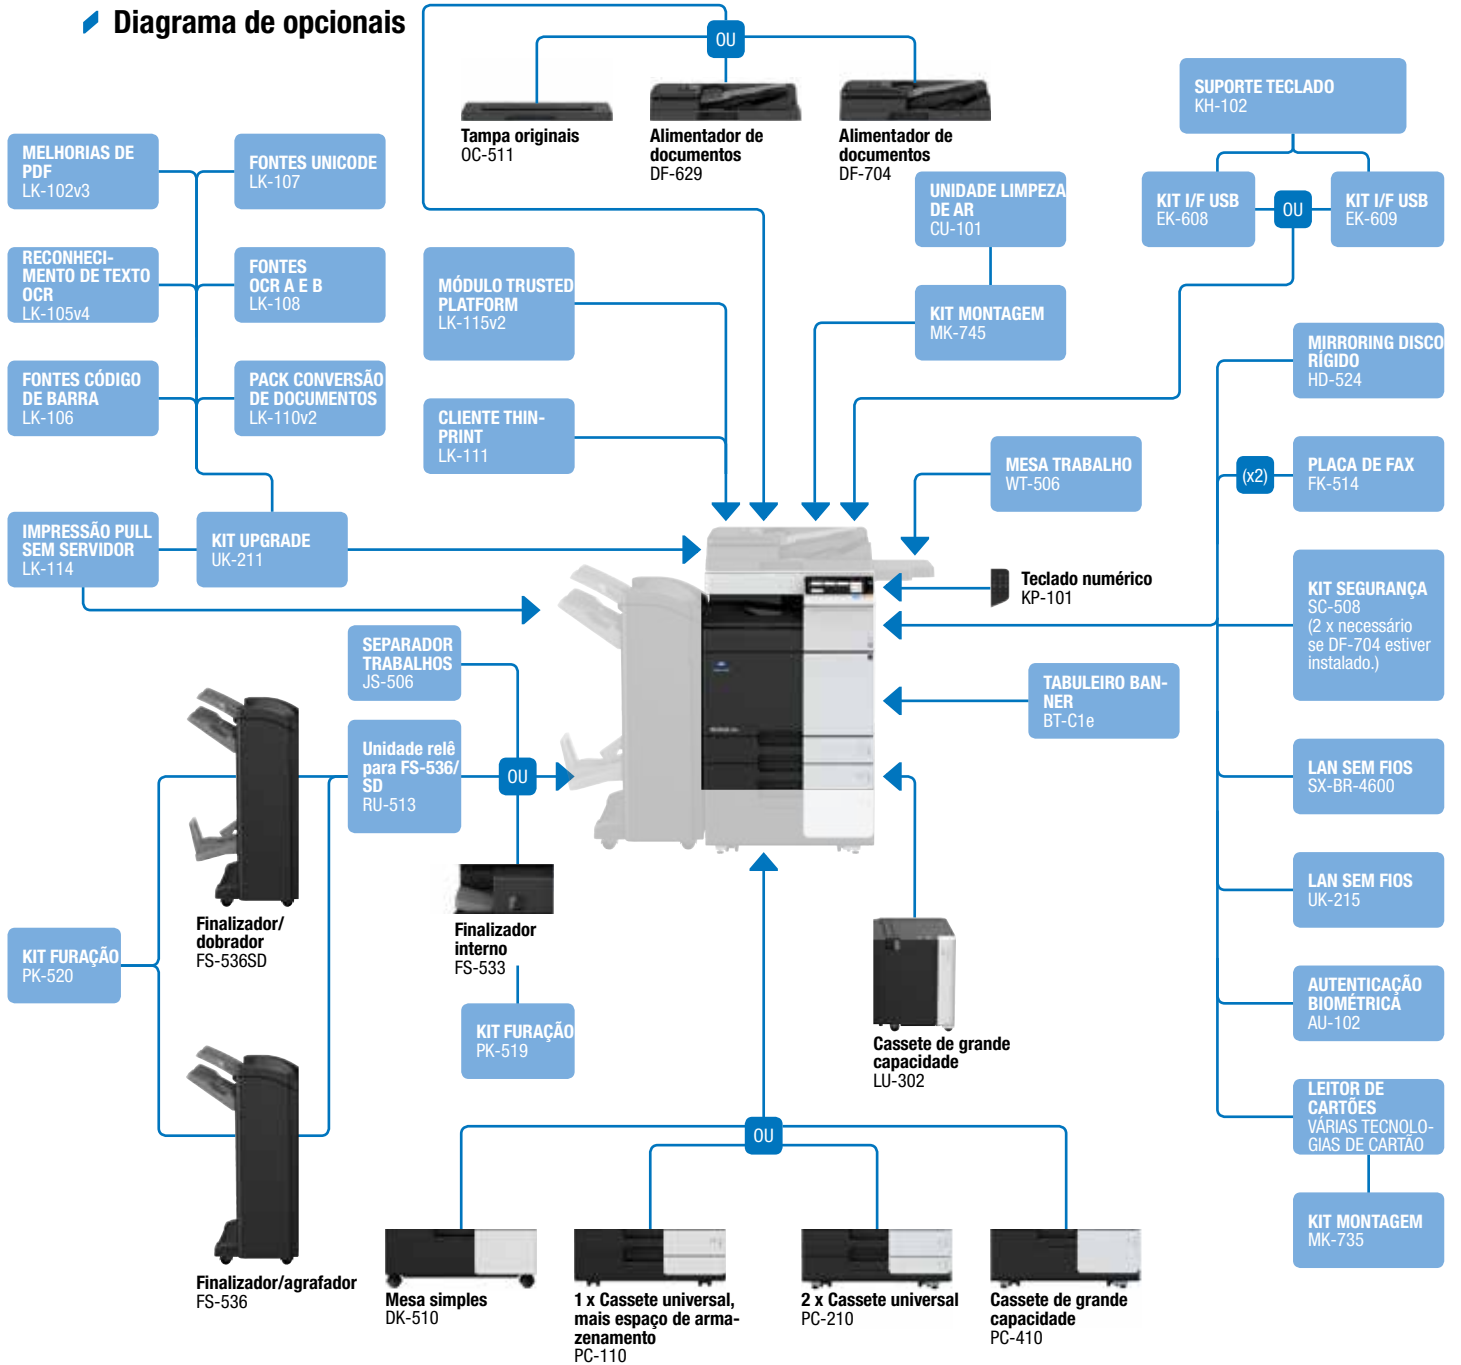 Diagrama de opcionais
OU
Tampa originais
OC-511
Alimentador de
documentos
DF-629
Alimentador de
documentos
DF-704
SUPORTE TECLADO
KH-102
KIT I/F USB
EK-608
OU
KIT I/F USB
EK-609
MELHORIAS DE
PDF
LK-102v3
FONTES UNICODE
LK-107
RECONHECI-
MENTO DE TEXTO
OCR
LK-105v4
FONTES
OCR A E B
LK-108
FONTES CÓDIGO
DE BARRA
LK-106
PACK CONVERSÃO
DE DOCUMENTOS
LK-110v2
MÓDULO TRUSTED
PLATFORM
LK-115v2
CLIENTE THIN-
PRINT
LK-111
UNIDADE LIMPEZA
DE AR
CU-101
KIT MONTAGEM
MK-745
MESA TRABALHO
WT-506
MIRRORING DISCO
RÍGIDO
HD-524
(x2)
PLACA DE FAX
FK-514
IMPRESSÃO PULL
SEM SERVIDOR
LK-114
KIT UPGRADE
UK-211
Teclado numérico
KP-101
KIT SEGURANÇA
SC-508
(2 x necessário
se DF-704 estiver
instalado.)
SEPARADOR
TRABALHOS
JS-506
TABULEIRO BAN-
NER
BT-C1e
Unidade relê
para FS-536/
SD
RU-513
OU
LAN SEM FIOS
SX-BR-4600
LAN SEM FIOS
UK-215
Finalizador/
dobrador
FS-536SD
Finalizador
interno
FS-533
KIT FURAÇÃO
PK-520
KIT FURAÇÃO
PK-519
Cassete de grande
capacidade
LU-302
AUTENTICAÇÃO
BIOMÉTRICA
AU-102
LEITOR DE
CARTÕES
VÁRIAS TECNOLO-
GIAS DE CARTÃO
KIT MONTAGEM
MK-735
OU
Finalizador/agrafador
FS-536
Mesa simples
DK-510
1 x Cassete universal,
mais espaço de arma-
zenamento
PC-110
2 x Cassete universal
PC-210
Cassete de grande
capacidade
PC-410